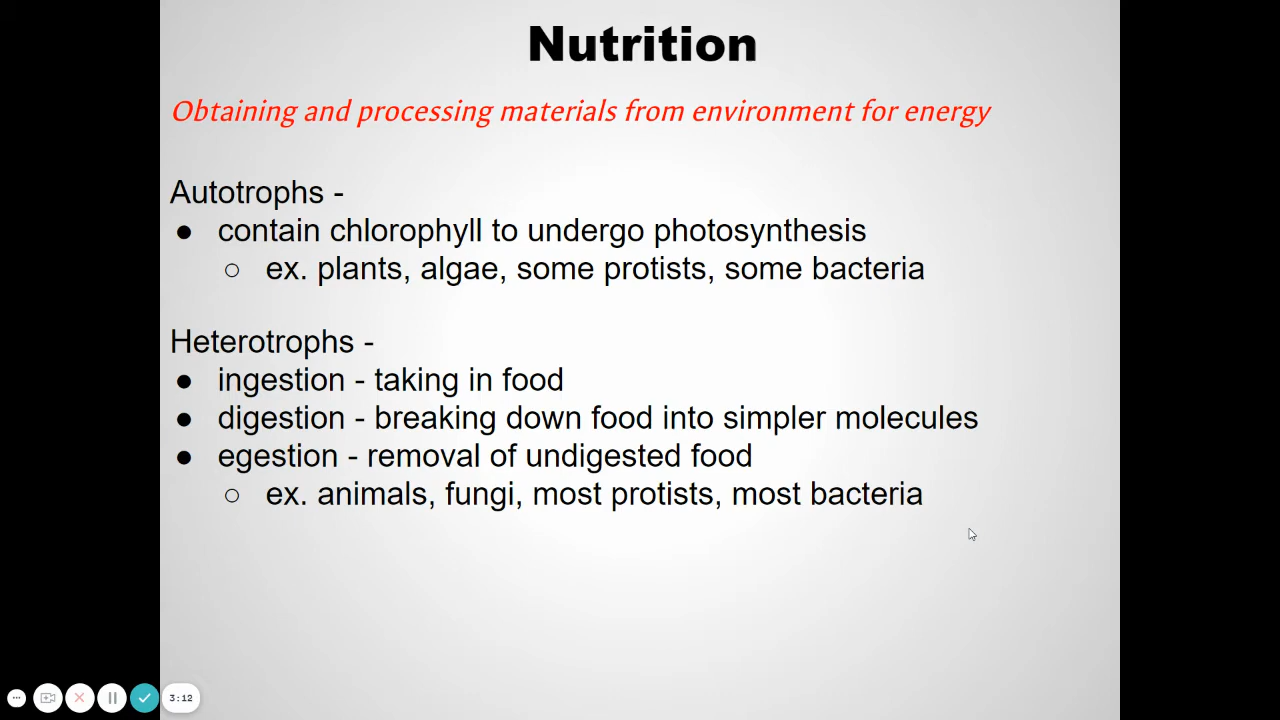 Nutrition
Obtaining and processing materials from environment for energy
Autotrophs -
● contain chlorophyll to undergo photosynthesis
○ ex. plants, algae, some protists, some bacteria
Heterotrophs -
● ingestion - taking in food
● digestion - breaking down food into simpler molecules
● egestion - removal of undigested food
○ ex. animals, fungi, most protists, most bacteria
3:12